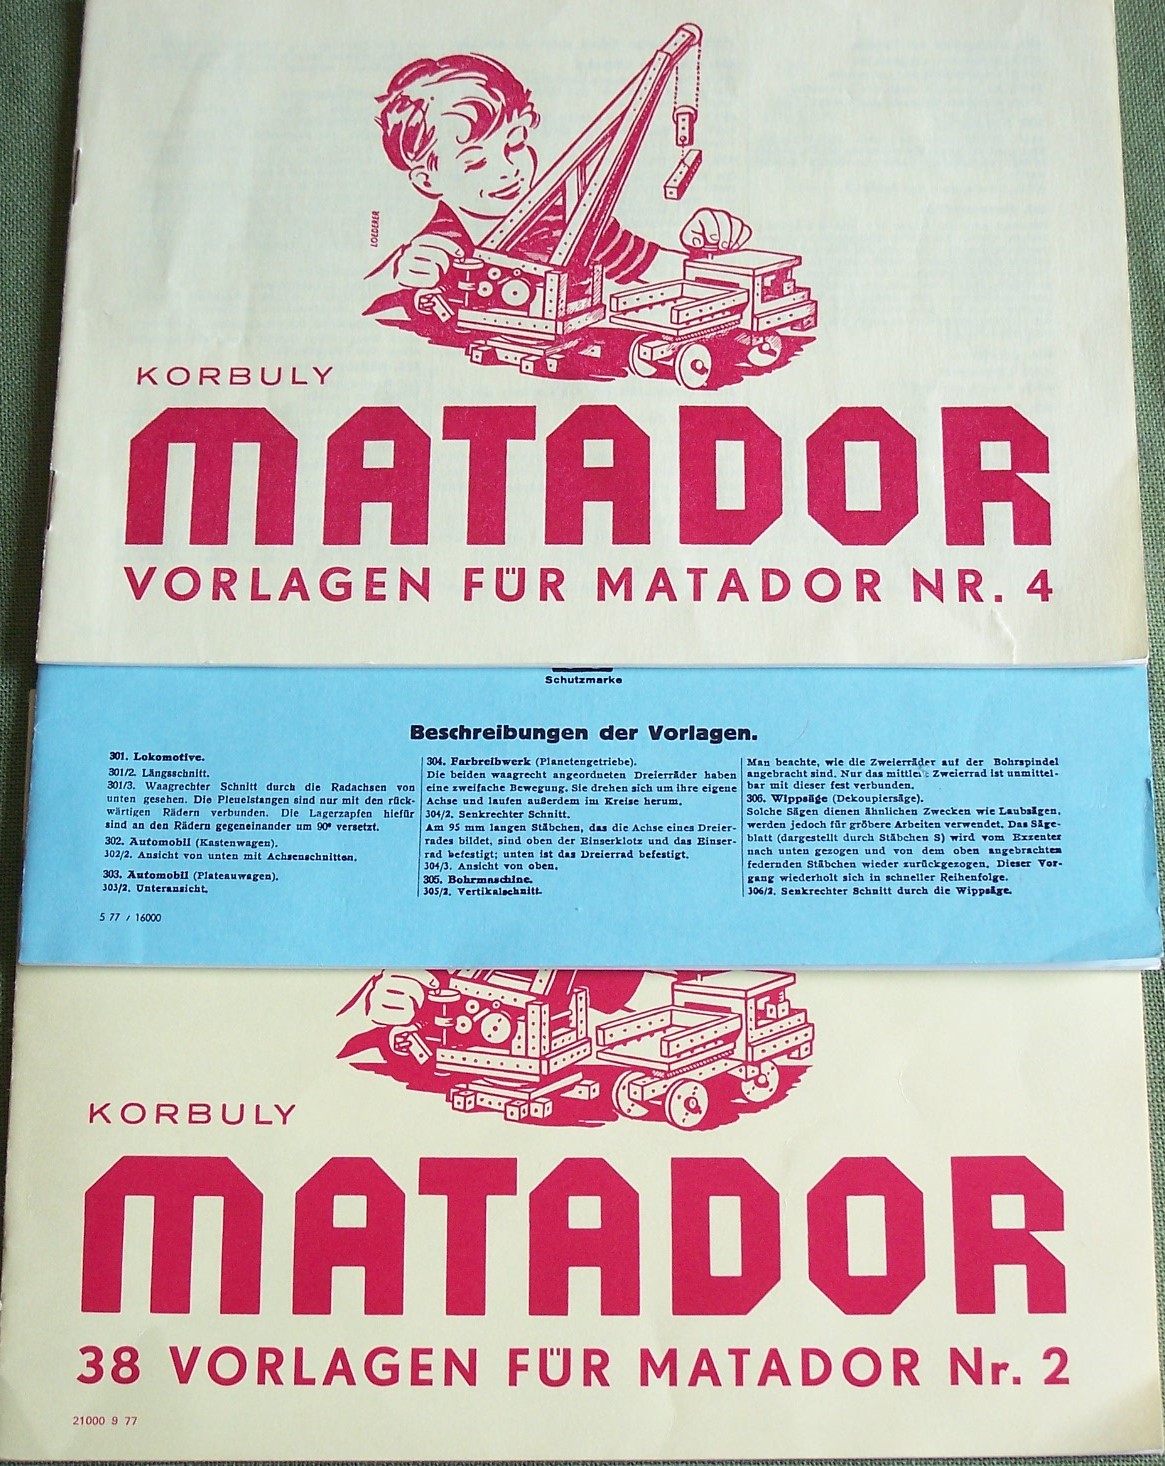 LOEDERER
KORBULY
MATADOR
VORLAGEN FÜR MATADOR NR. 4
Schutzmarke
Beschreibungen der Vorlagen.
301. Lokomotive.
301/2. Längsschnitt.
301/3. Waagrechter Schnitt durch die Radachsen von
unten gesehen. Die Pleuelstangen sind nur mit den rück-
wärtigen Rädern verbunden. Die Lagerzapfen hiefür
sind an den Rädern gegeneinander um 90° versetzt.
302. Automobil (Kastenwagen).
302/2. Ansicht von unten mit Achsenschnitten.
303. Automobil (Plateauwagen).
303/2. Unteransicht.
5 77 / 16000
304. Farbreibwerk (Planetengetriebe).
Die beiden waagrecht angeordneten Dreierräder haben
eine zweifache Bewegung. Sie drehen sich um ihre eigene
Achse und laufen außerdem im Kreise herum.
304/2. Senkrechter Schnitt.
Am 95 mm langen Stäbchen, das die Achse eines Dreier-
rades bildet, sind oben der Einserklotz und das Einser-
rad befestigt; unten ist das Dreierrad befestigt.
304/3. Ansicht von oben.
305. Bohrmaschine.
305/2. Vertikalschnitt.
Man beachte, wie die Zweierräder auf der Bohrspindel
angebracht sind. Nur das mittlere Zweierrad ist unmittel-
bar mit dieser fest verbunden.
306. Wippsäge (Dekoupiersäge).
Solche Sägen dienen ähnlichen Zwecken wie Laubsägen,
werden jedoch für gröbere Arbeiten verwendet. Das Säge-
blatt (dargestellt durch Stäbchen S) wird vom Exzenter
nach unten gezogen und von dem oben angebrachten
federnden Stäbchen wieder zurückgezogen. Dieser Vor-
gang wiederholt sich in schneller Reihenfolge.
306/2. Senkrechter Schnitt durch die Wippsäge.
KORBULY
MATADOR
38 VORLAGEN FÜR MATADOR Nr. 2
21000 9 77